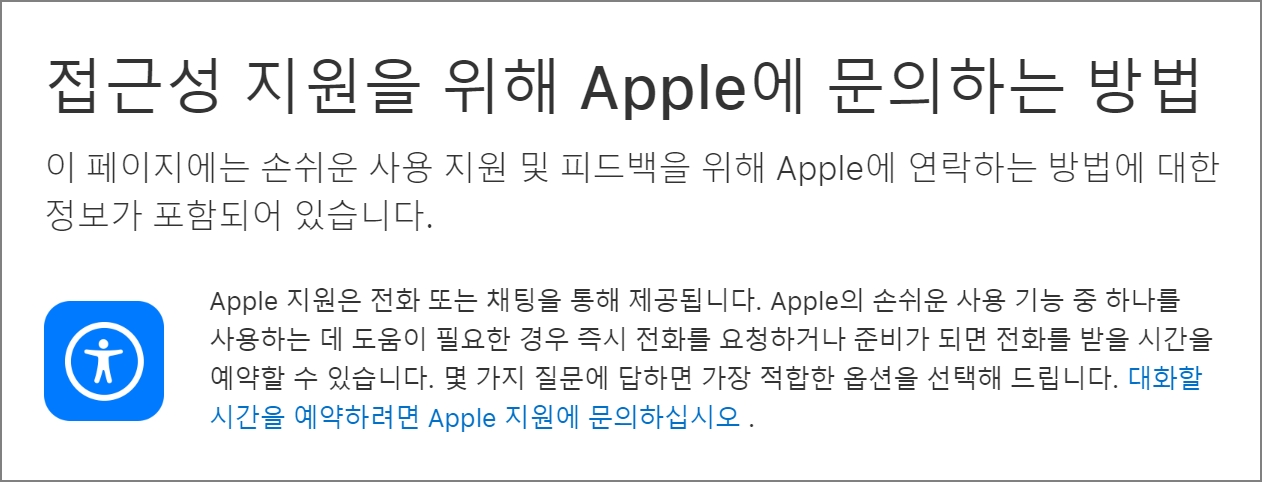 접근성 지원을 위해 Apple에 문의하는 방법
이 페이지에는 손쉬운 사용 지원 및 피드백을 위해 Apple에 연락하는 방법에 대한
정보가 포함되어 있습니다.
Apple 지원은 전화 또는 채팅을 통해 제공됩니다. Apple의 손쉬운 사용 기능 중 하나를
사용하는 데 도움이 필요한 경우 즉시 전화를 요청하거나 준비가 되면 전화를 받을 시간을
예약할 수 있습니다. 몇 가지 질문에 답하면 가장 적합한 옵션을 선택해 드립니다. 대화할
시간을 예약하려면 Apple 지원에 문의하십시오 .